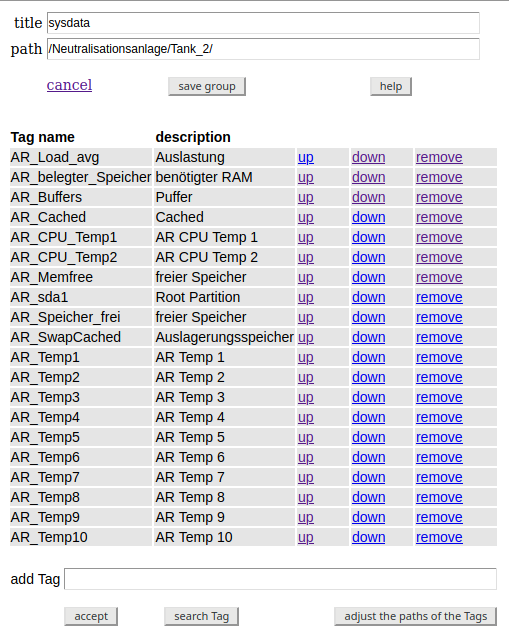 title sysdata
path /Neutralisationsanlage/Tank_2/
cancel save group help
Tag name description
AR_Load_avg Auslastung up down remove
AR_belegter_Speicher benötigter RAM up down remove
AR_Buffers Puffer up down remove
AR_Cached Cached up down remove
AR_CPU_Temp1 AR CPU Temp 1 up down remove
AR_CPU_Temp2 AR CPU Temp 2 up down remove
AR_Memfree freier Speicher up down remove
AR_sda1 Root Partition up down remove
AR_Speicher_frei freier Speicher up down remove
AR_SwapCached Auslagerungsspeicher up down remove
AR_Temp1 AR Temp 1 up down remove
AR_Temp2 AR Temp 2 up down remove
AR_Temp3 AR Temp 3 up down remove
AR_Temp4 AR Temp 4 up down remove
AR_Temp5 AR Temp 5 up down remove
AR_Temp6 AR Temp 6 up down remove
AR_Temp7 AR Temp 7 up down remove
AR_Temp8 AR Temp 8 up down remove
AR_Temp9 AR Temp 9 up down remove
AR_Temp10 AR Temp 10 up down remove
add Tag
accept search Tag adjust the paths of the Tags